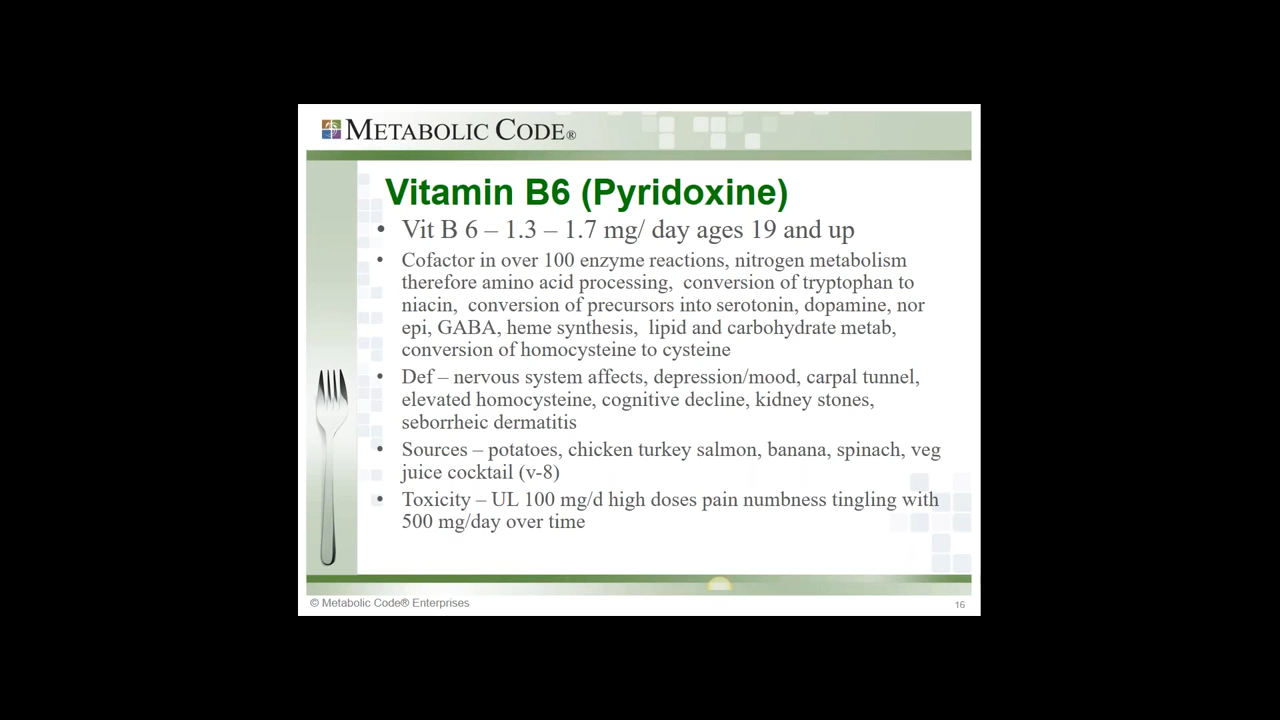 METABOLIC CODE®
Vitamin B6 (Pyridoxine)
• Vit B 6 – 1.3 – 1.7 mg/ day ages 19 and up
• Cofactor in over 100 enzyme reactions, nitrogen metabolism
therefore amino acid processing,  conversion of tryptophan to
niacin,  conversion of precursors into serotonin, dopamine, nor
epi, GABA, heme synthesis,  lipid and carbohydrate metab,
conversion of homocysteine to cysteine
• Def – nervous system affects, depression/mood, carpal tunnel,
elevated homocysteine, cognitive decline, kidney stones,
seborrheic dermatitis
• Sources – potatoes, chicken turkey salmon, banana, spinach, veg
juice cocktail (v-8)
• Toxicity – UL 100 mg/d high doses pain numbness tingling with
500 mg/day over time
© Metabolic Code® Enterprises
16